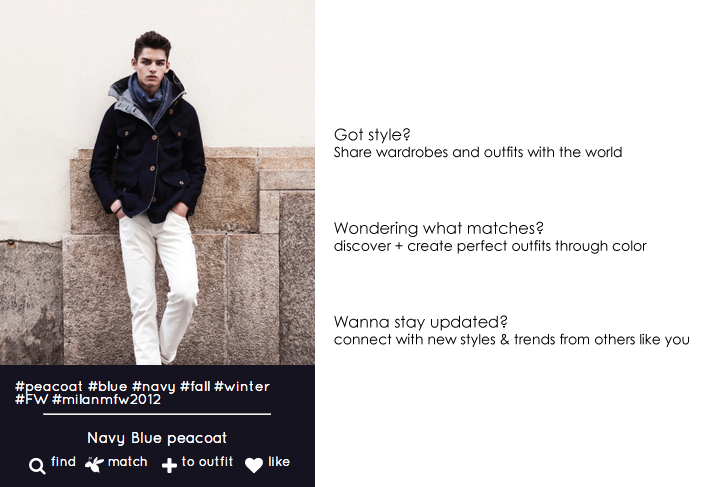 Got style?
Share wardrobes and outfits with the world
Wondering what matches?
discover + create perfect outfits through color
Wanna stay updated?
connect with new styles & trends from others like you
#peacoat #blue #navy #fall #winter
#FW #milanmfw2012
Navy Blue peacoat
find match to outfit like